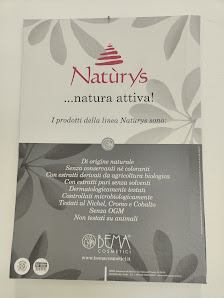 Natùrys
...natura attiva!
I prodotti della linea Natùrys sono:
Di origine naturale
Senza conservanti né coloranti
Con estratti derivati da agricoltura biologica
Con estratti puri senza solventi
Dermatologicamente testati
Controllati microbiologicamente
Testati al Nichel, Cromo e Cobalto
Senza OGM
Non testati su animali
BEMA
COSMETICI
www.bemacosmetici.it